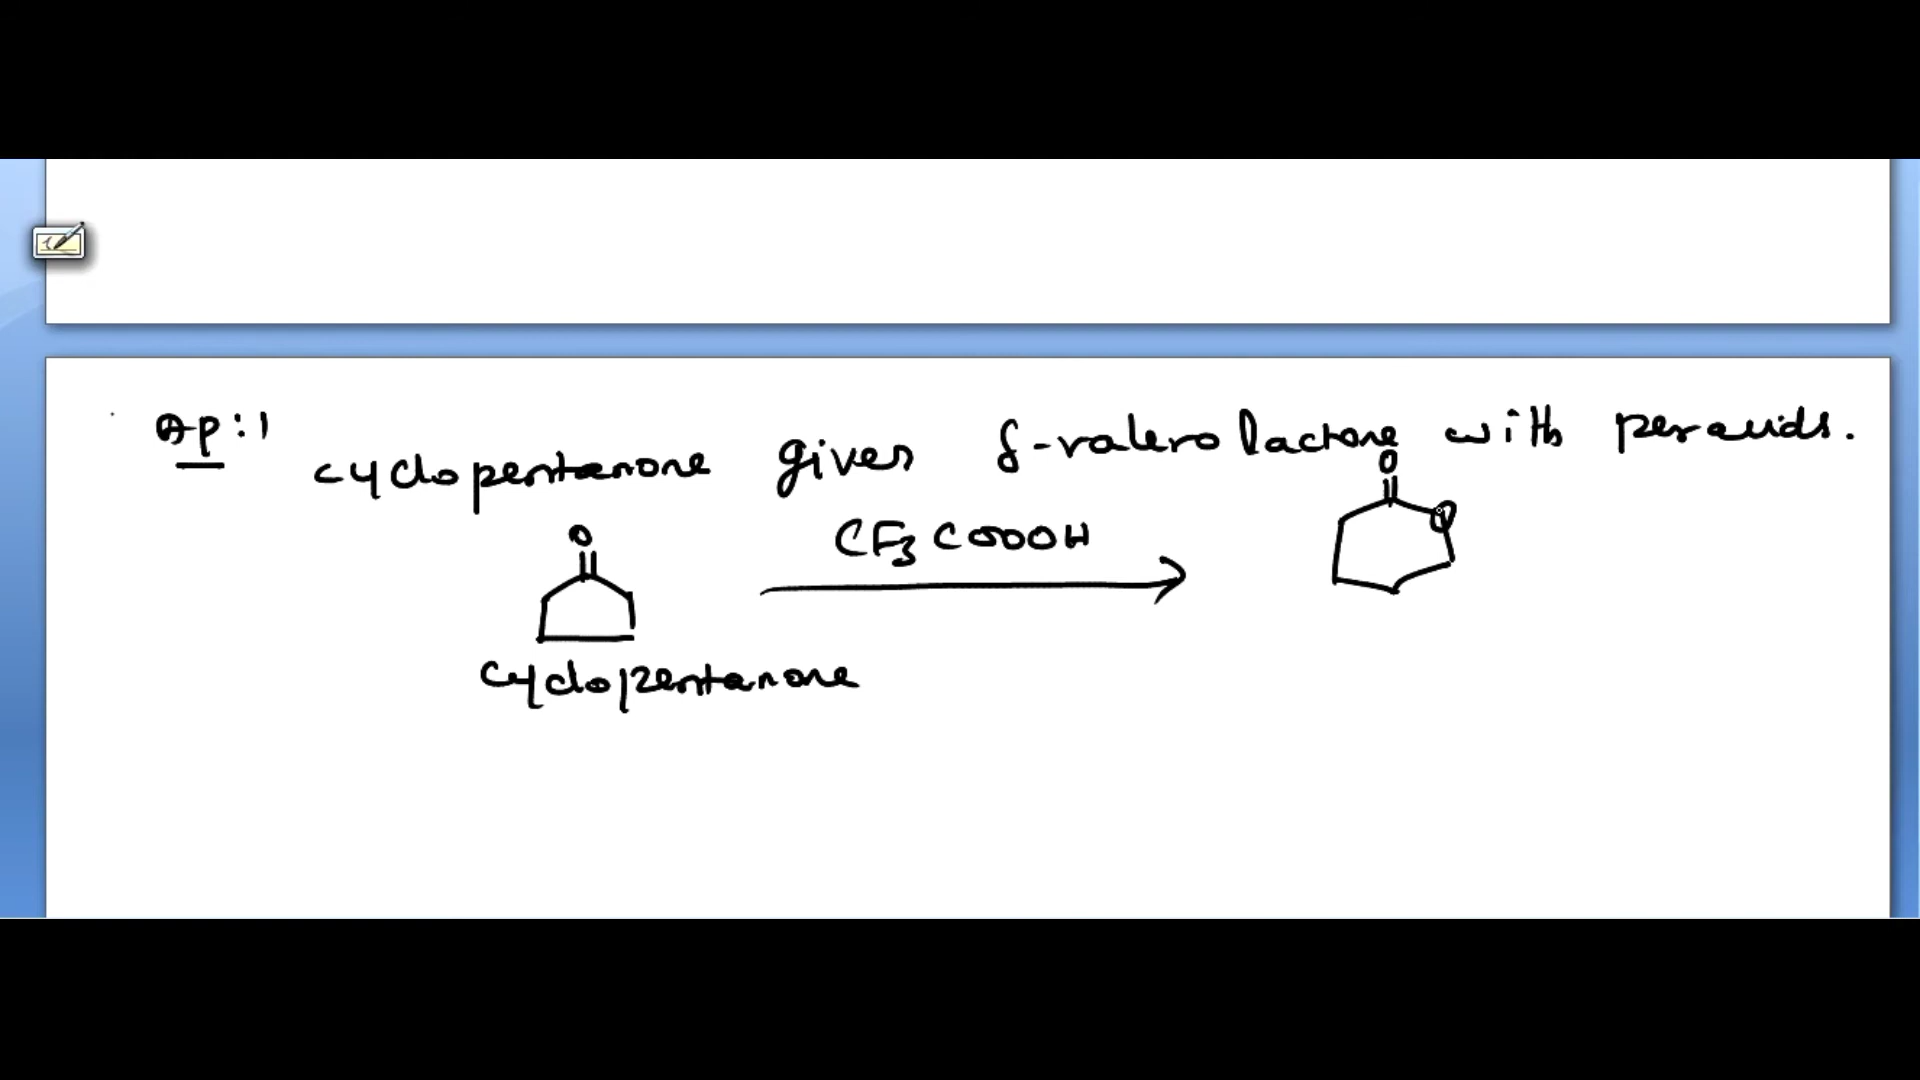 Ap:1
cyclopentanone gives δ-valerolactone with peracids.
O
O
CF3COOOH
O
cyclopentanone